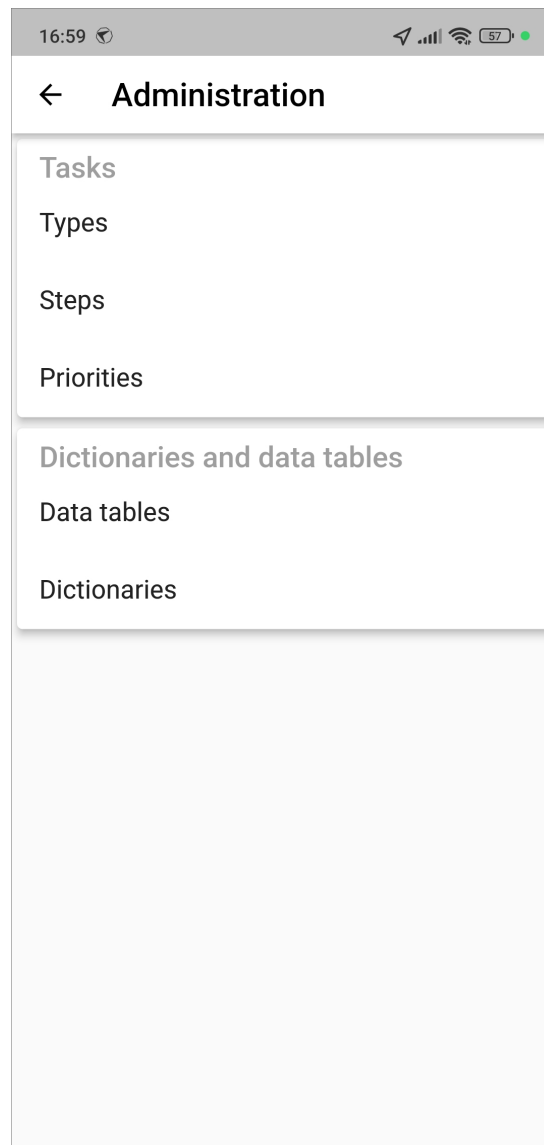 16:59
57
Administration
Tasks
Types
Steps
Priorities
Dictionaries and data tables
Data tables
Dictionaries